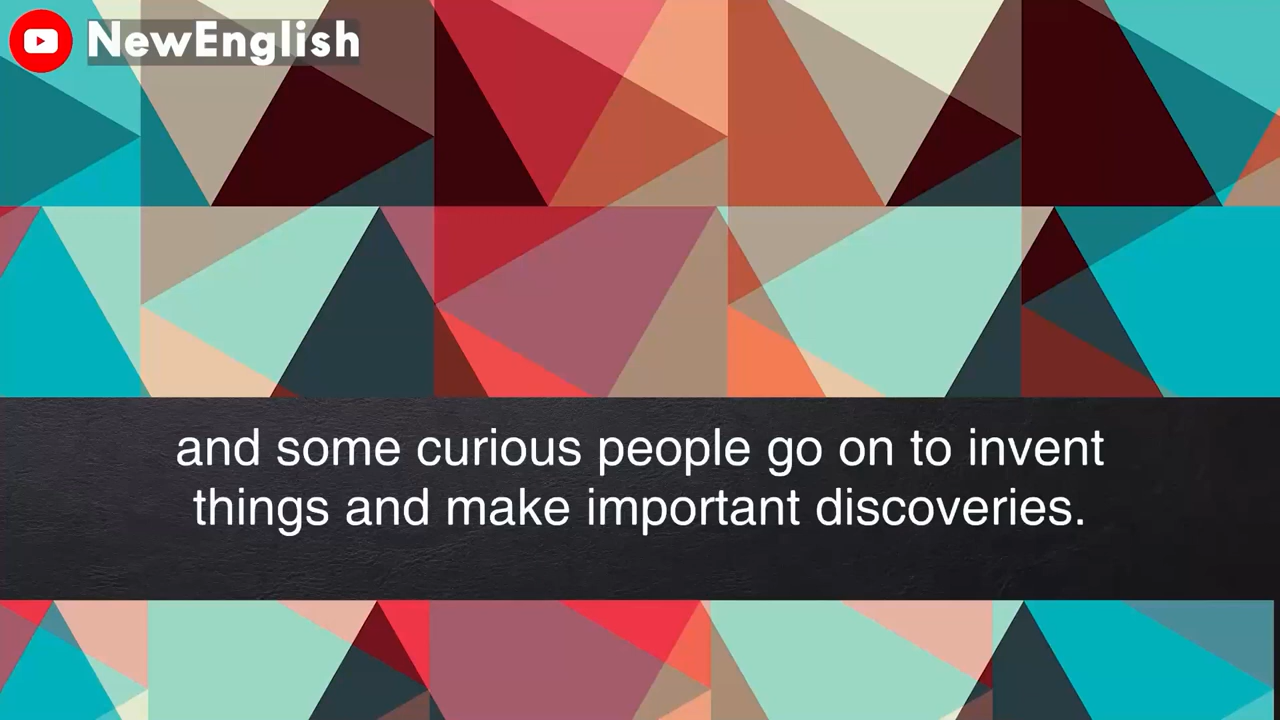 NewEnglish
and some curious people go on to invent
things and make important discoveries.